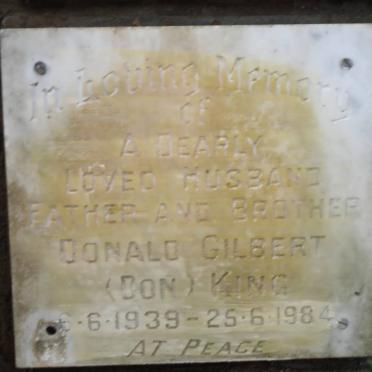 In Loving Memory
of
A DEARLY
LOVED HUSBAND
FATHER AND BROTHER
DONALD GILBERT
(DON) KING
6·6·1939-25·6·1984
AT PEACE